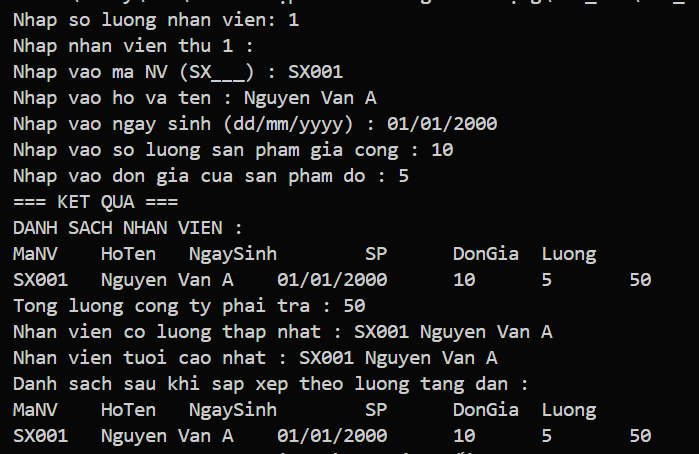 Nhap so luong nhan vien: 1
Nhap nhan vien thu 1 :
Nhap vao ma NV (SX___) : SX001
Nhap vao ho va ten : Nguyen Van A
Nhap vao ngay sinh (dd/mm/yyyy) : 01/01/2000
Nhap vao so luong san pham gia cong : 10
Nhap vao don gia cua san pham do : 5
=== KET QUA ===
DANH SACH NHAN VIEN :
MaNV HoTen NgaySinh SP DonGia Luong
SX001 Nguyen Van A 01/01/2000 10 5 50
Tong luong cong ty phai tra : 50
Nhan vien co luong thap nhat : SX001 Nguyen Van A
Nhan vien tuoi cao nhat : SX001 Nguyen Van A
Danh sach sau khi sap xep theo luong tang dan :
MaNV HoTen NgaySinh SP DonGia Luong
SX001 Nguyen Van A 01/01/2000 10 5 50